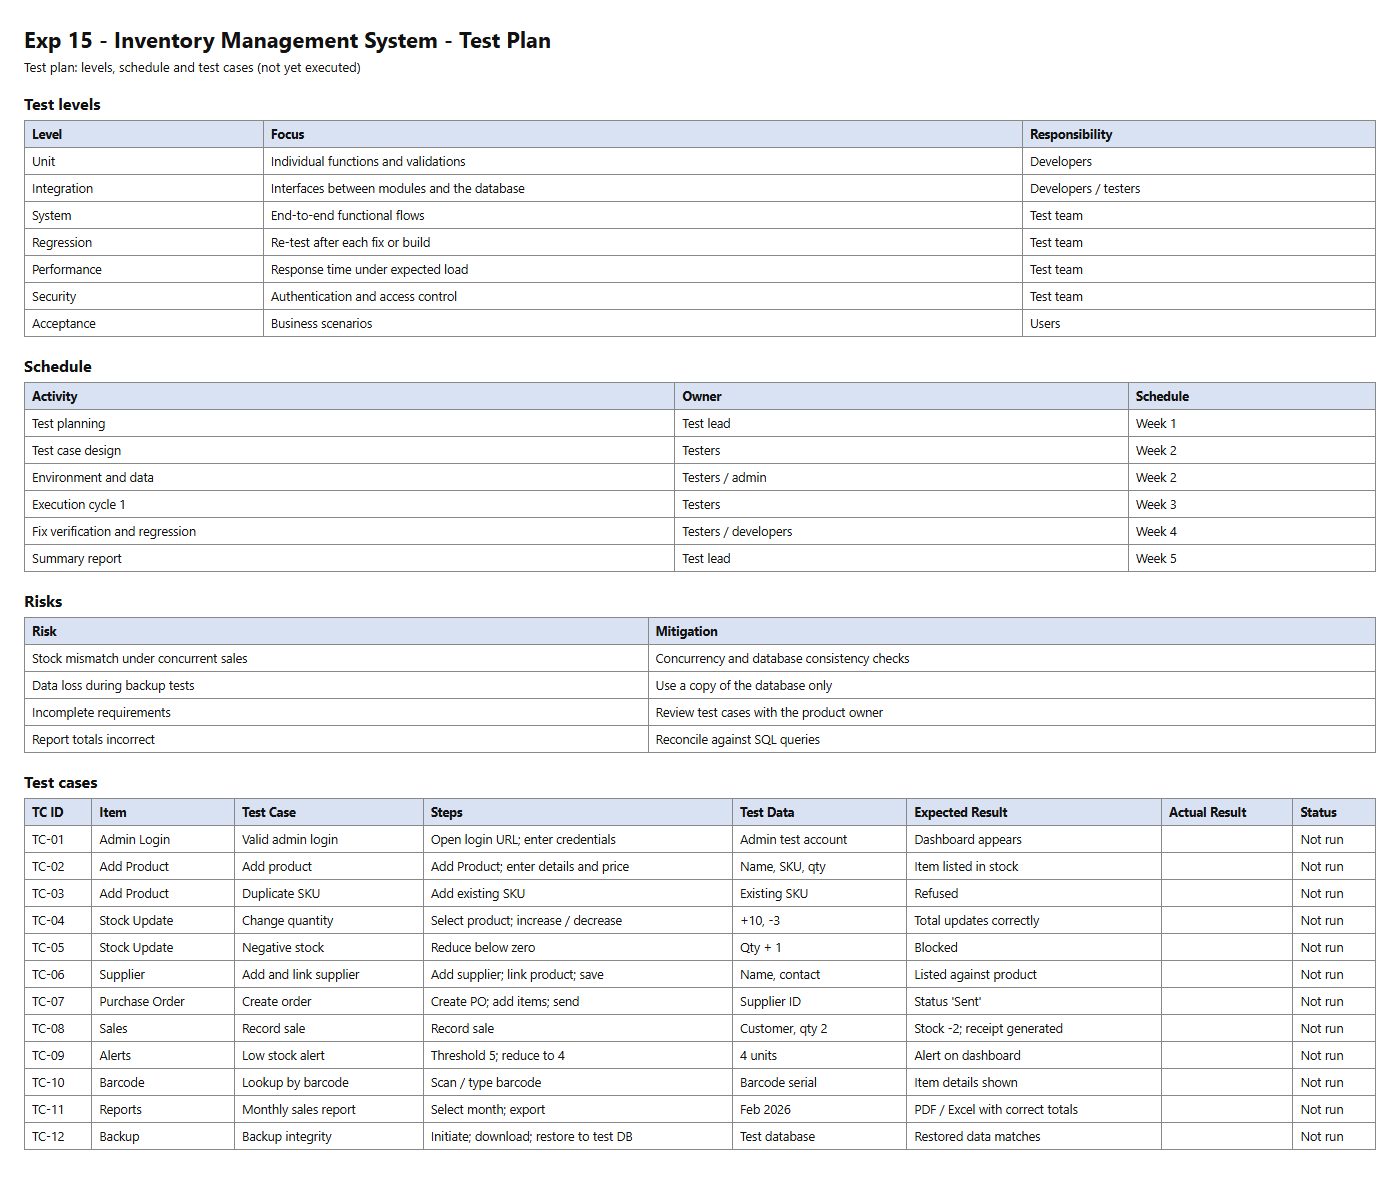 Exp 15 - Inventory Management System - Test Plan
Test plan: levels, schedule and test cases (not yet executed)
Test levels
Level Focus Responsibility
Unit Individual functions and validations Developers
Integration Interfaces between modules and the database Developers / testers
System End-to-end functional flows Test team
Regression Re-test after each fix or build Test team
Performance Response time under expected load Test team
Security Authentication and access control Test team
Acceptance Business scenarios Users
Schedule
Activity Owner Schedule
Test planning Test lead Week 1
Test case design Testers Week 2
Environment and data Testers / admin Week 2
Execution cycle 1 Testers Week 3
Fix verification and regression Testers / developers Week 4
Summary report Test lead Week 5
Risks
Risk Mitigation
Stock mismatch under concurrent sales Concurrency and database consistency checks
Data loss during backup tests Use a copy of the database only
Incomplete requirements Review test cases with the product owner
Report totals incorrect Reconcile against SQL queries
Test cases
TC ID Item Test Case Steps Test Data Expected Result Actual Result Status
TC-01 Admin Login Valid admin login Open login URL; enter credentials Admin test account Dashboard appears Not run
TC-02 Add Product Add product Add Product; enter details and price Name, SKU, qty Item listed in stock Not run
TC-03 Add Product Duplicate SKU Add existing SKU Existing SKU Refused Not run
TC-04 Stock Update Change quantity Select product; increase / decrease +10, -3 Total updates correctly Not run
TC-05 Stock Update Negative stock Reduce below zero Qty + 1 Blocked Not run
TC-06 Supplier Add and link supplier Add supplier; link product; save Name, contact Listed against product Not run
TC-07 Purchase Order Create order Create PO; add items; send Supplier ID Status 'Sent' Not run
TC-08 Sales Record sale Record sale Customer, qty 2 Stock -2; receipt generated Not run
TC-09 Alerts Low stock alert Threshold 5; reduce to 4 4 units Alert on dashboard Not run
TC-10 Barcode Lookup by barcode Scan / type barcode Barcode serial Item details shown Not run
TC-11 Reports Monthly sales report Select month; export Feb 2026 PDF / Excel with correct totals Not run
TC-12 Backup Backup integrity Initiate; download; restore to test DB Test database Restored data matches Not run